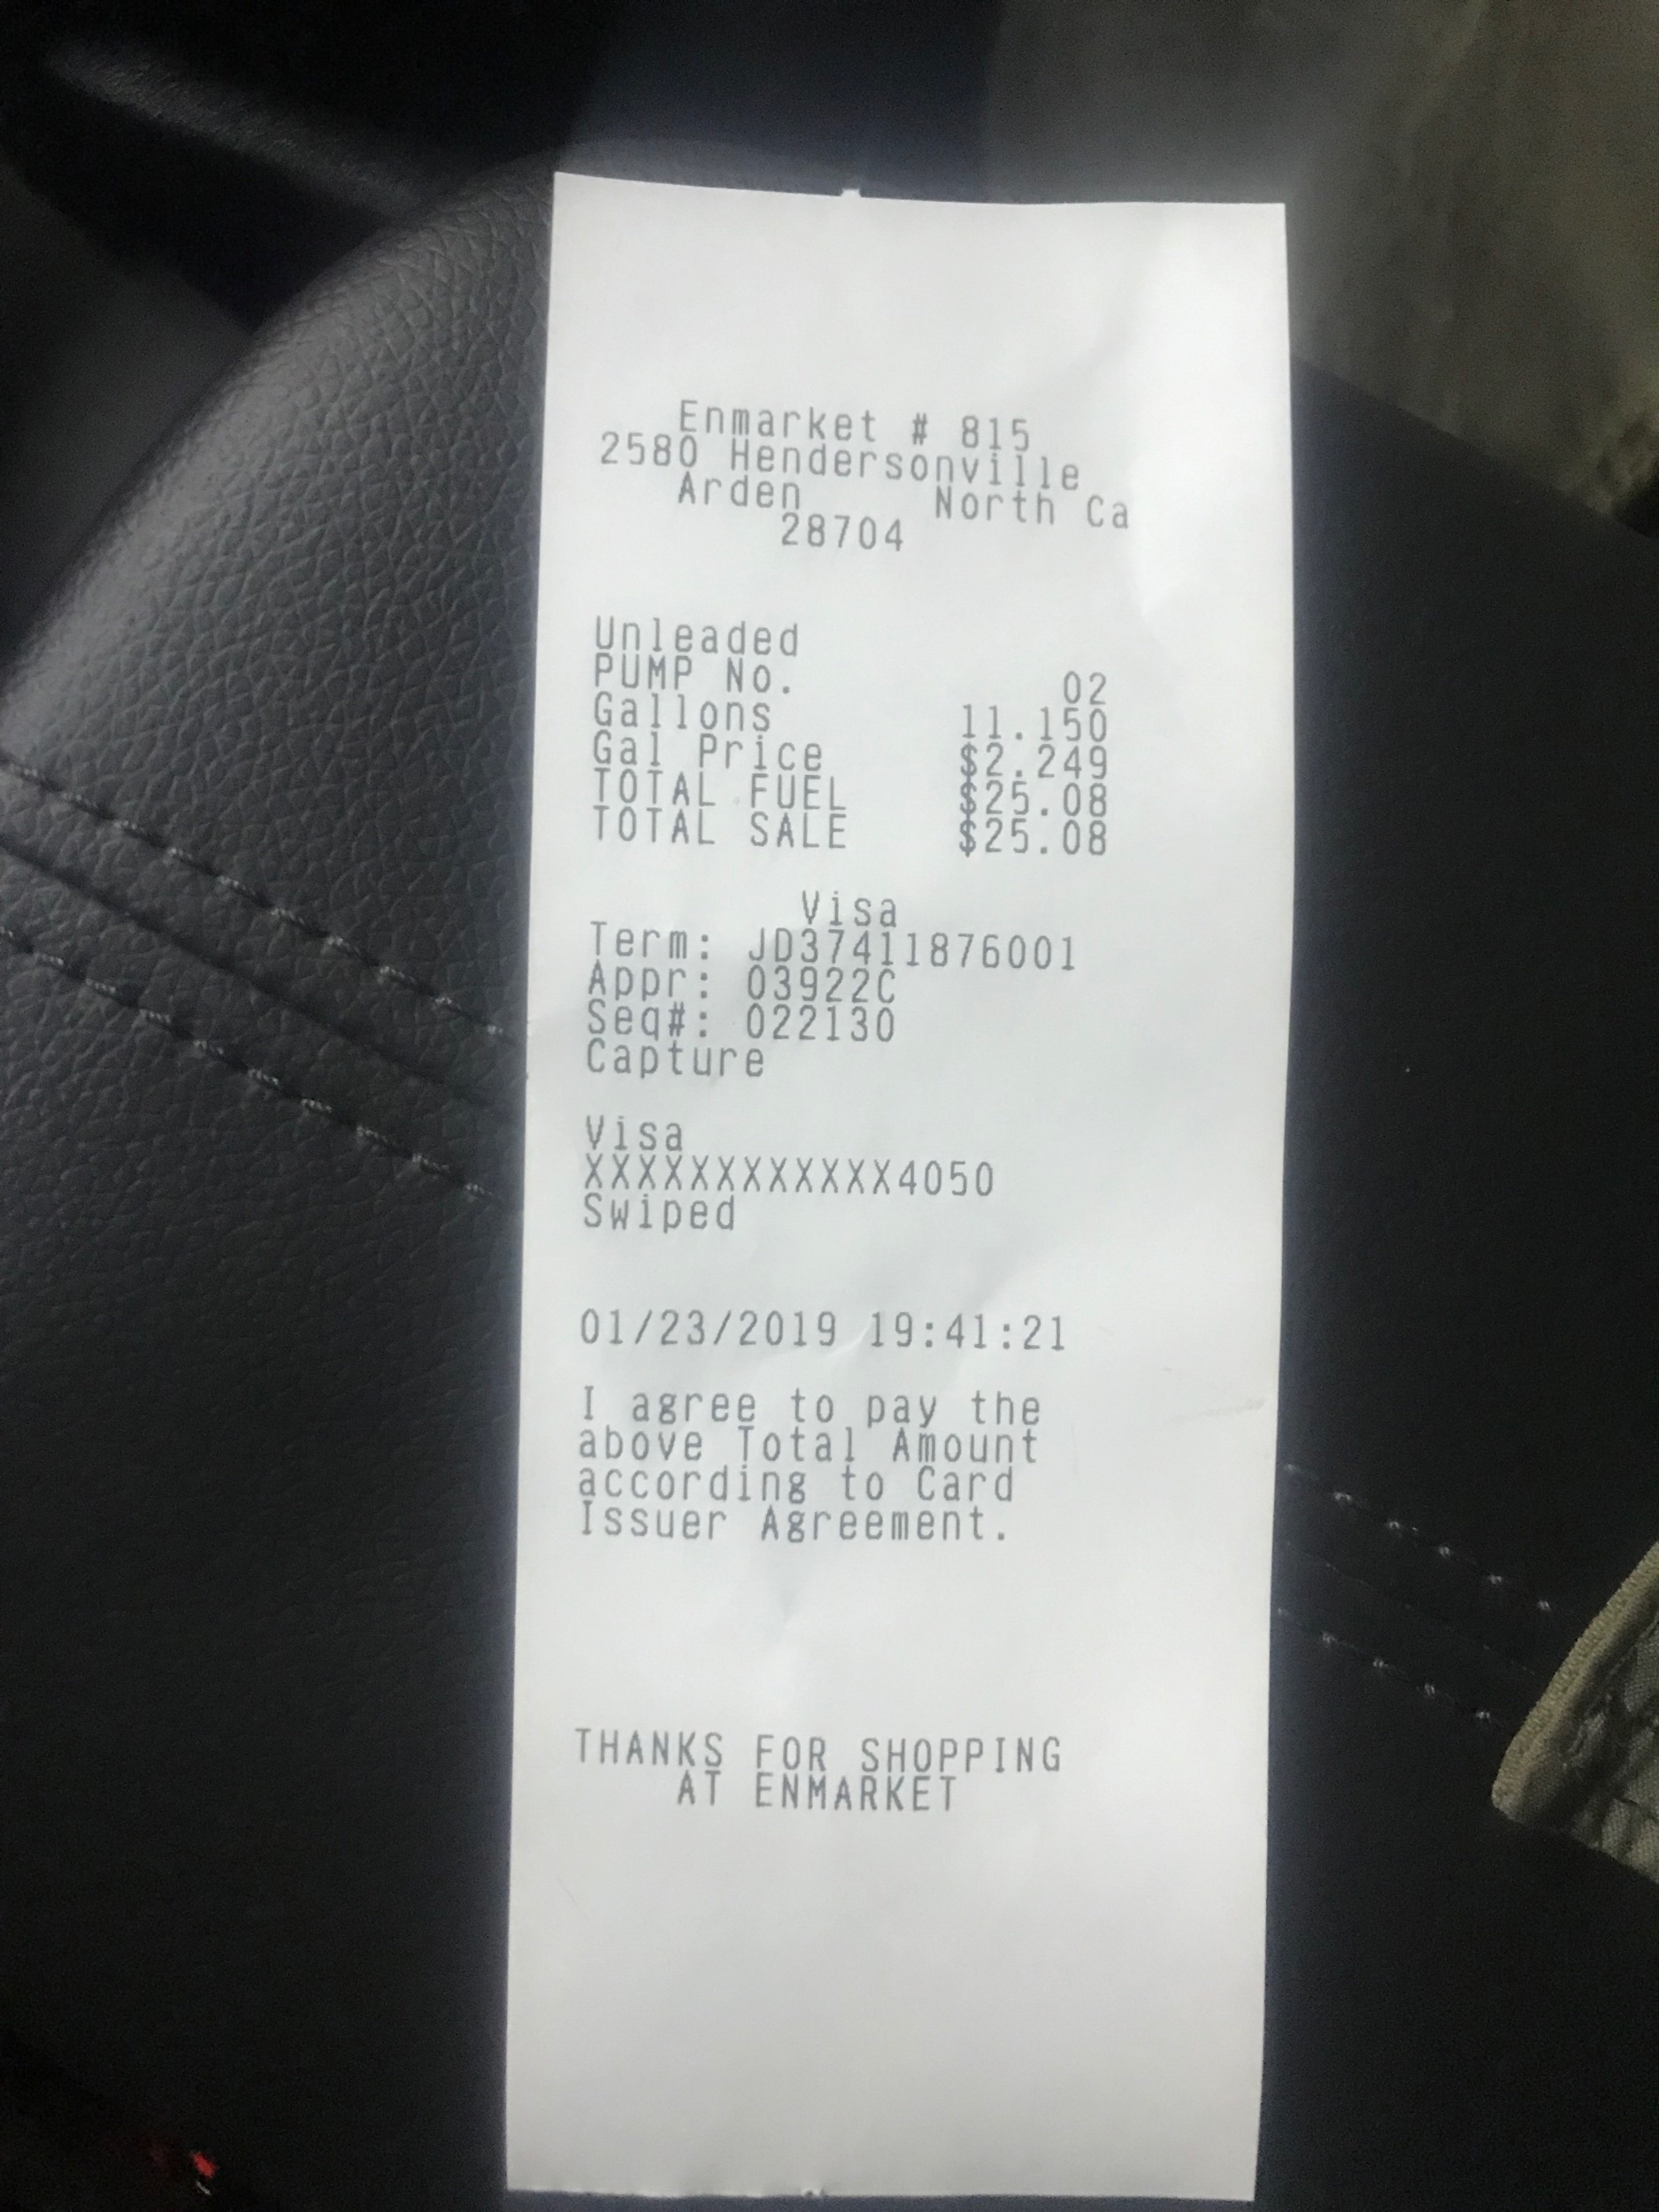 Enmarket # 815
2580 Hendersonville
Arden North Ca
28704
Unleaded
PUMP No. 02
Gallons 11.150
Gal Price $2.249
TOTAL FUEL $25.08
TOTAL SALE $25.08
Visa
Term: JD37411876001
Appr: 03922C
Seq#: 022130
Capture
Visa
XXXXXXXXXXXX4050
Swiped
01/23/2019 19:41:21
I agree to pay the
above Total Amount
according to Card
Issuer Agreement.
THANKS FOR SHOPPING
AT ENMARKET